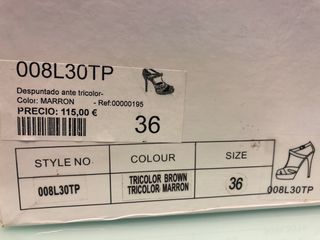 008L30TP
Despuntado ante tricolor-
Color: MARRON - Ref:00000195
PRECIO: 115,00 €
36
STYLE NO COLOUR SIZE
008L30TP TRICOLOR BROWN 36
TRICOLOR MARRON
008L30TP